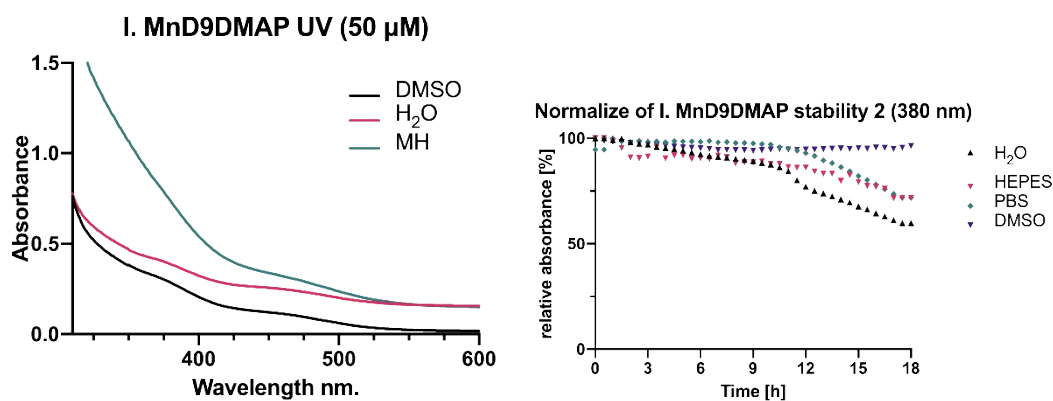 I. MnD9DMAP UV (50 µM)
1.5
1.0
0.5
0.0
Absorbance
400
500
600
Wavelength nm.
DMSO
H₂O
MH
Normalize of I. MnD9DMAP stability 2 (380 nm)
100
50
0
relative absorbance [%]
0 3 6 9 12 15 18
Time [h]
H₂O
HEPES
PBS
DMSO